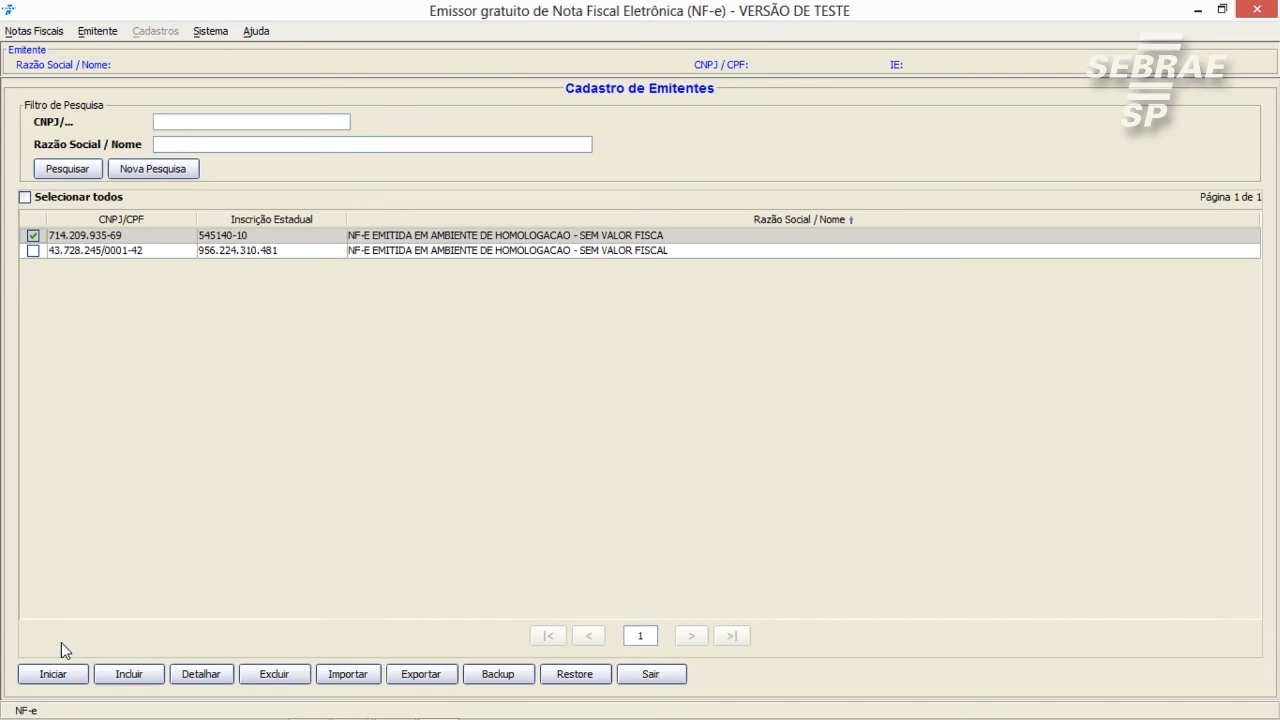 Emissor gratuito de Nota Fiscal Eletrônica (NF-e) - VERSÃO DE TESTE
Notas Fiscais Emitente Cadastros Sistema Ajuda
Emitente
Razão Social / Nome: CNPJ / CPF: IE:
SEBRAE
SP
Cadastro de Emitentes
Filtro de Pesquisa
CNPJ/...
Razão Social / Nome
Pesquisar Nova Pesquisa
Selecionar todos Página 1 de 1
CNPJ/CPF Inscrição Estadual Razão Social / Nome
714.209.935-69 545140-10 NF-E EMITIDA EM AMBIENTE DE HOMOLOGACAO - SEM VALOR FISCA
43.728.245/0001-42 956.224.310.481 NF-E EMITIDA EM AMBIENTE DE HOMOLOGACAO - SEM VALOR FISCAL
|< < 1 > >|
Iniciar Incluir Detalhar Excluir Importar Exportar Backup Restore Sair
NF-e